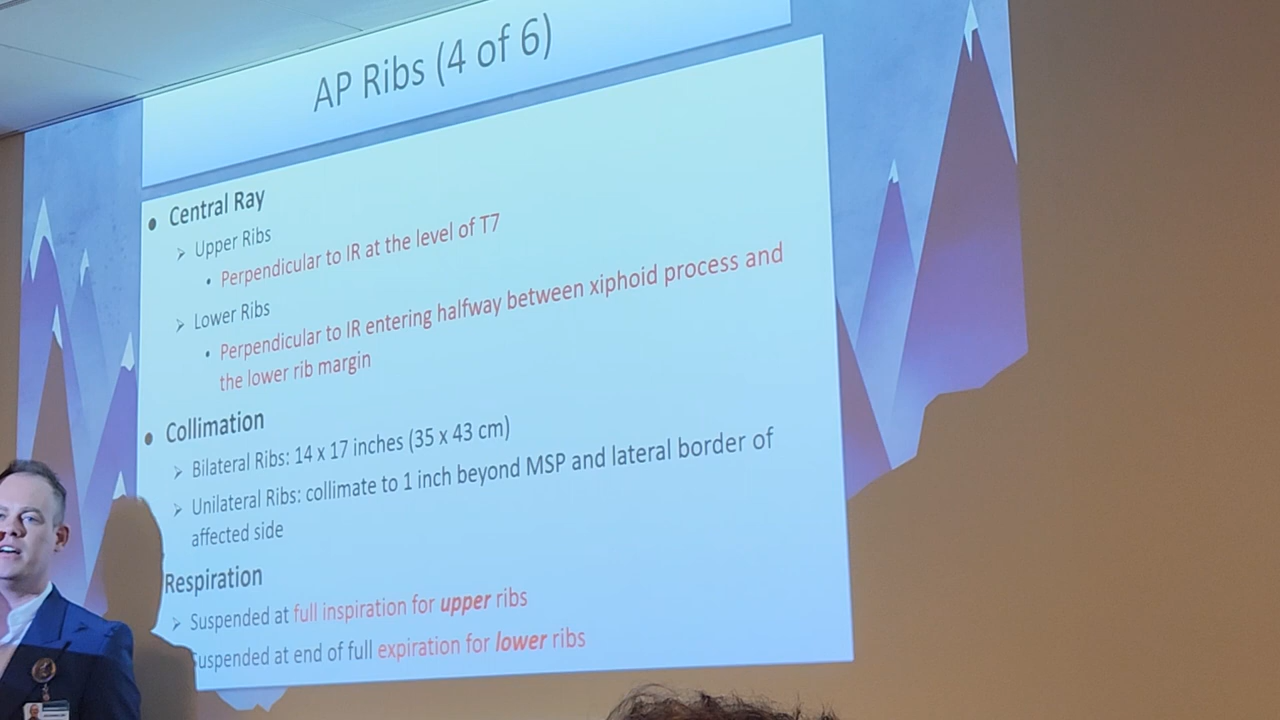 AP Ribs (4 of 6)
• Central Ray
➢ Upper Ribs
• Perpendicular to IR at the level of T7
➢ Lower Ribs
• Perpendicular to IR entering halfway between xiphoid process and
the lower rib margin
• Collimation
➢ Bilateral Ribs: 14 x 17 inches (35 x 43 cm)
➢ Unilateral Ribs: collimate to 1 inch beyond MSP and lateral border of
affected side
Respiration
➢ Suspended at full inspiration for upper ribs
Suspended at end of full expiration for lower ribs